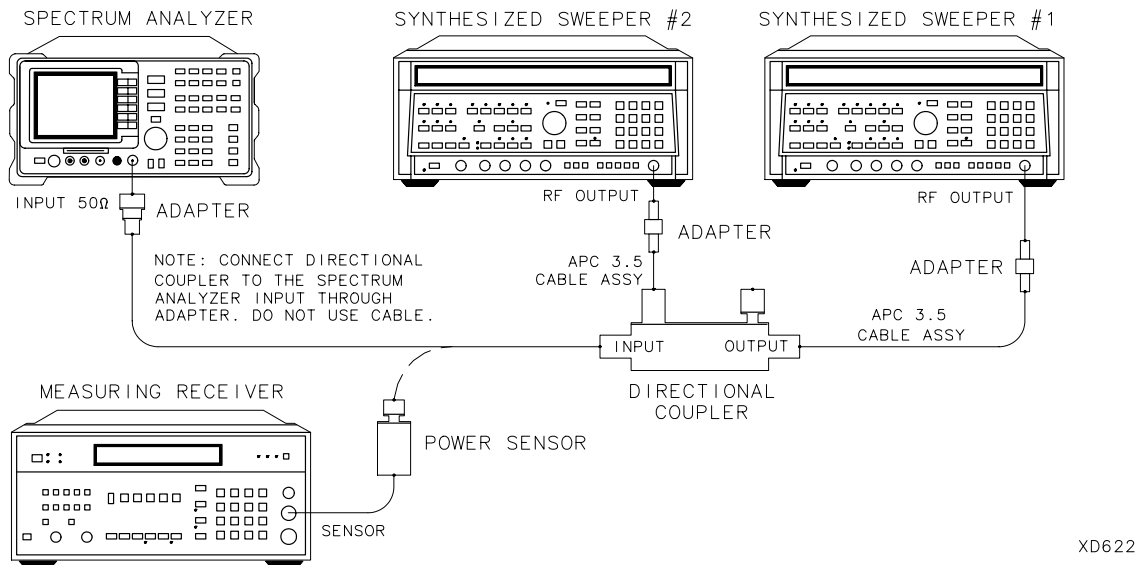 SPECTRUM ANALYZER
SYNTHESIZED SWEEPER #2
SYNTHESIZED SWEEPER #1
INPUT 50Ω
ADAPTER
RF OUTPUT
RF OUTPUT
ADAPTER
NOTE: CONNECT DIRECTIONAL
COUPLER TO THE SPECTRUM
ANALYZER INPUT THROUGH
ADAPTER. DO NOT USE CABLE.
APC 3.5
CABLE ASSY
ADAPTER
APC 3.5
CABLE ASSY
INPUT
OUTPUT
DIRECTIONAL
COUPLER
MEASURING RECEIVER
POWER SENSOR
SENSOR
XD622